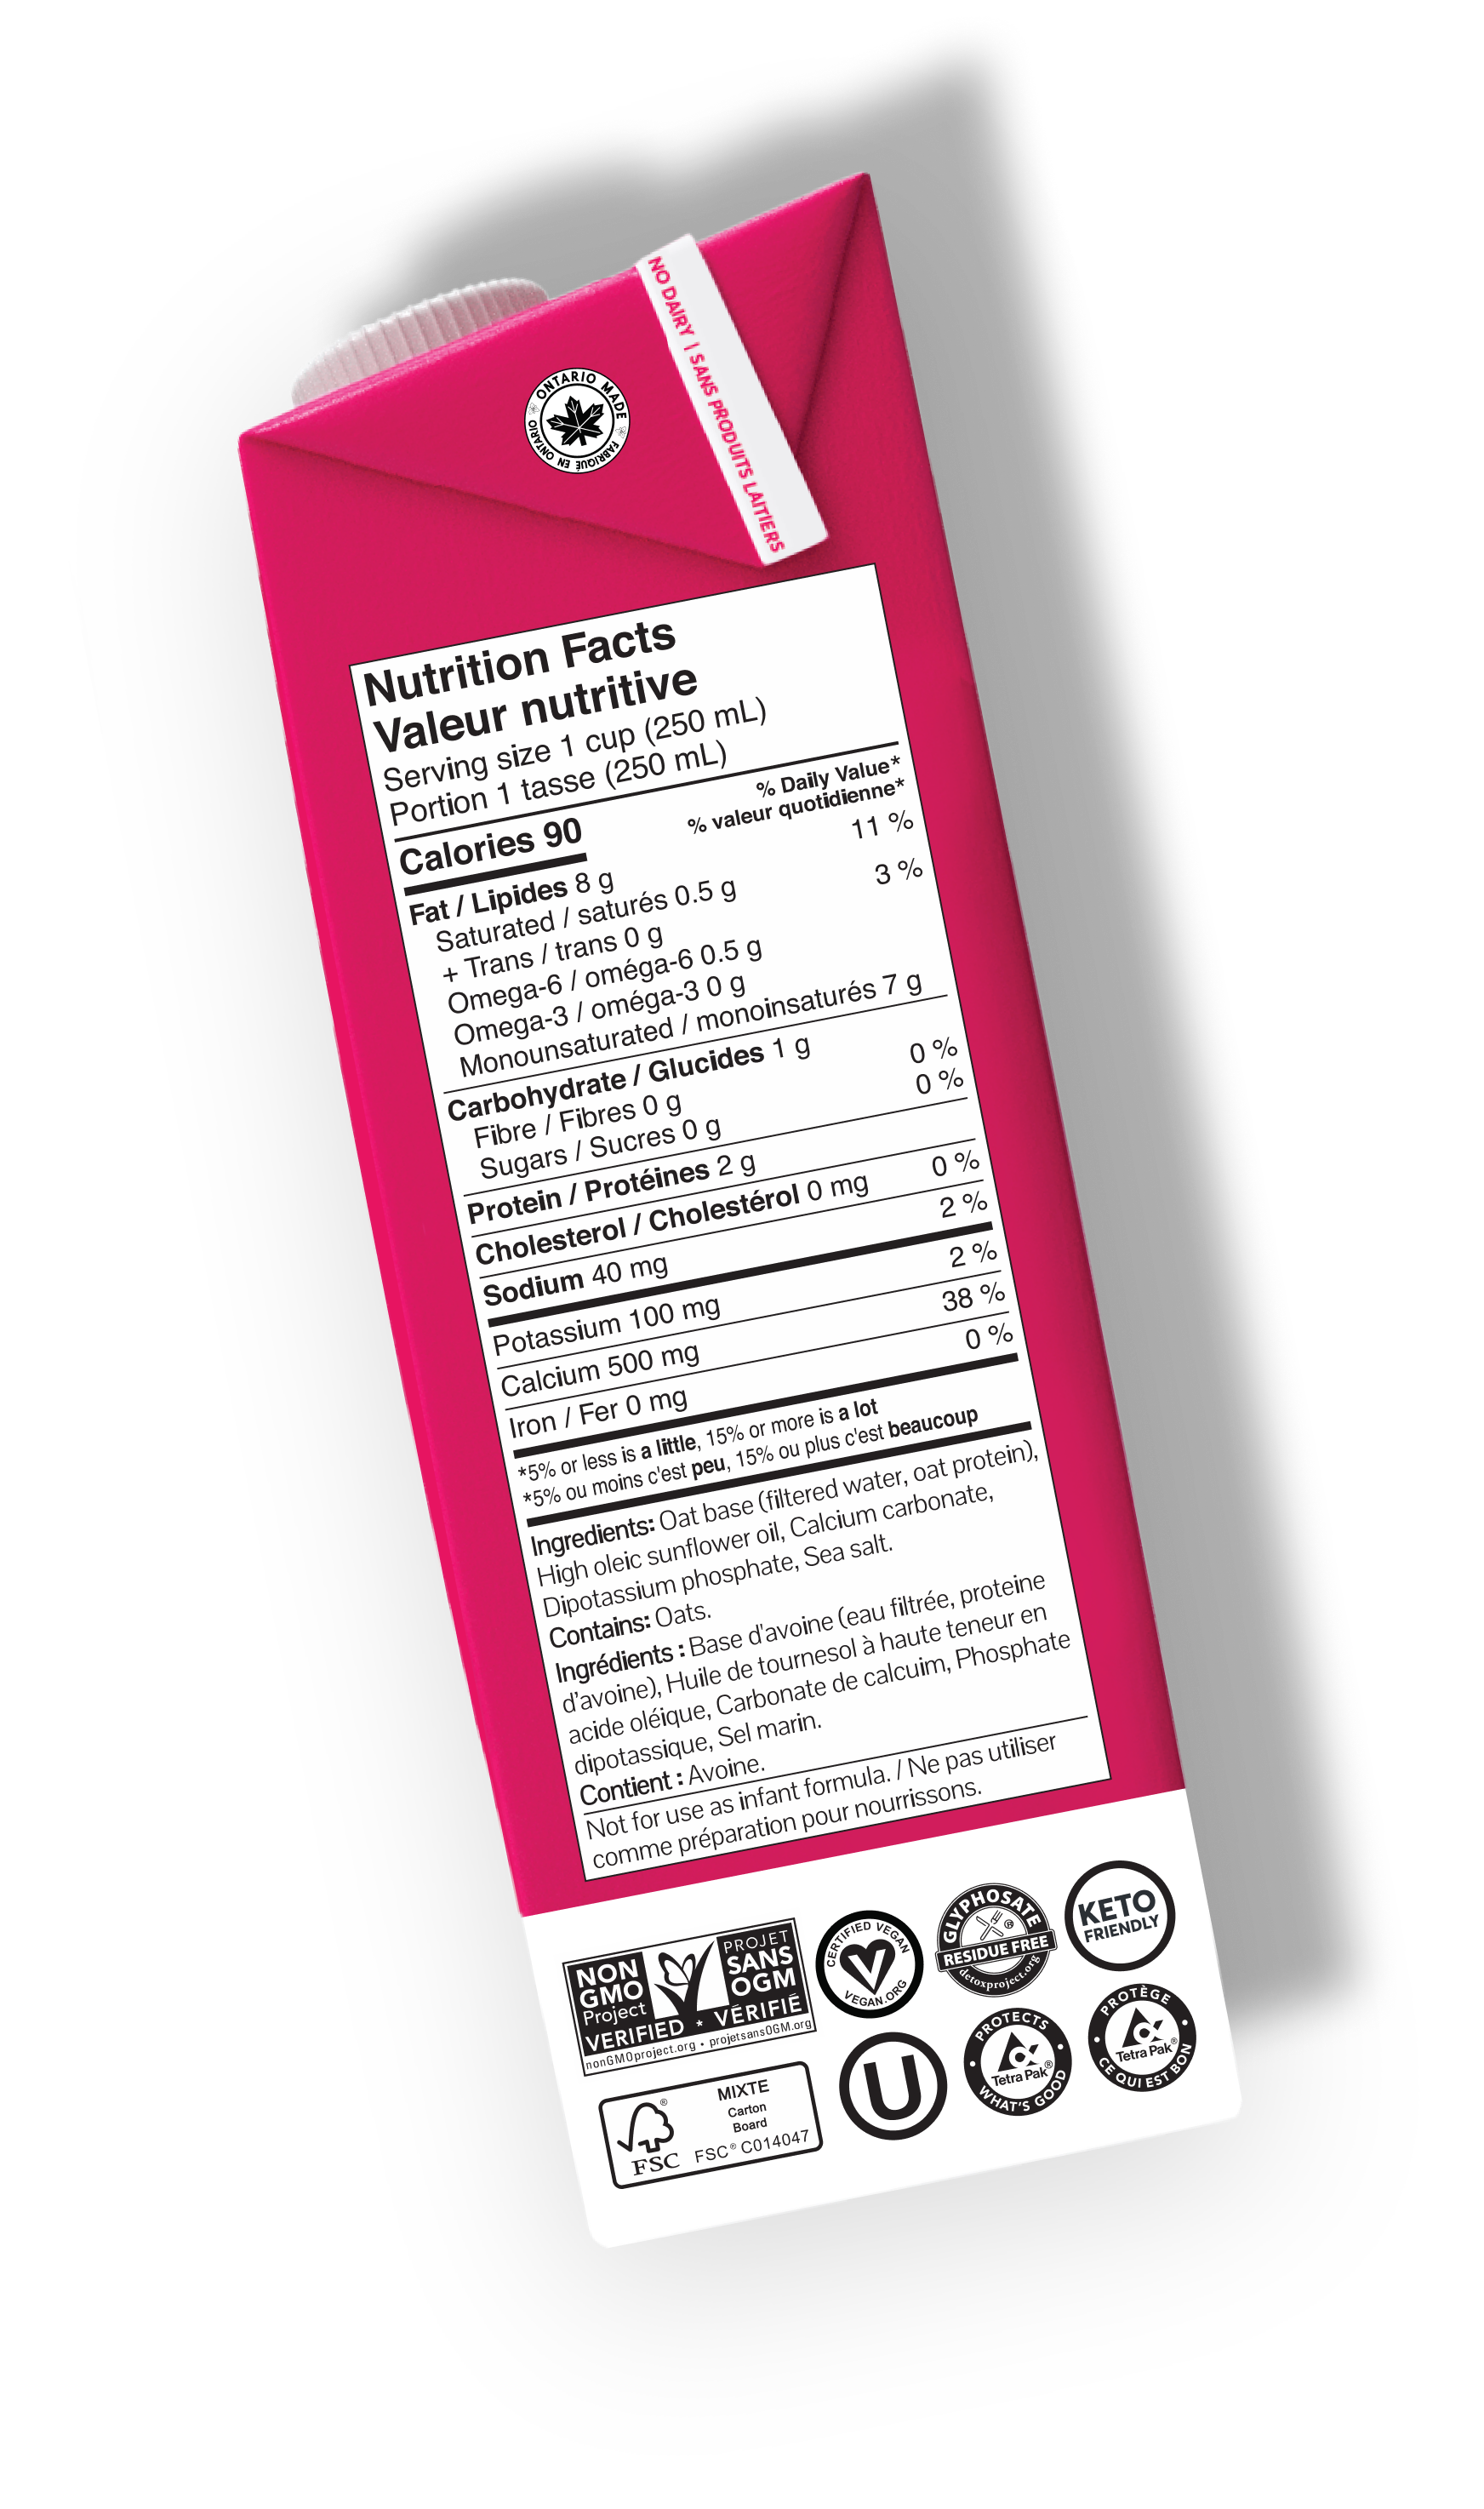 ONTARIO MADE
FABRIQUÉ EN ONTARIO
NO DAIRY | SANS PRODUITS LAITIERS
Nutrition Facts
Valeur nutritive
Serving size 1 cup (250 mL)
Portion 1 tasse (250 mL)
% Daily Value*
% valeur quotidienne*
Calories 90
Fat / Lipides 8 g 11 %
Saturated / saturés 0.5 g 3 %
+ Trans / trans 0 g
Omega-6 / oméga-6 0.5 g
Omega-3 / oméga-3 0 g
Monounsaturated / monoinsaturés 7 g
Carbohydrate / Glucides 1 g
Fibre / Fibres 0 g 0 %
Sugars / Sucres 0 g 0 %
Protein / Protéines 2 g
Cholesterol / Cholestérol 0 mg 0 %
Sodium 40 mg 2 %
Potassium 100 mg 2 %
Calcium 500 mg 38 %
Iron / Fer 0 mg 0 %
*5% or less is a little, 15% or more is a lot
*5% ou moins c'est peu, 15% ou plus c'est beaucoup
Ingredients: Oat base (filtered water, oat protein),
High oleic sunflower oil, Calcium carbonate,
Dipotassium phosphate, Sea salt.
Contains: Oats.
Ingrédients : Base d'avoine (eau filtrée, proteine
d'avoine), Huile de tournesol à haute teneur en
acide oléique, Carbonate de calcuim, Phosphate
dipotassique, Sel marin.
Contient : Avoine.
Not for use as infant formula. / Ne pas utiliser
comme préparation pour nourrissons.
NON
GMO
Project
PROJET
SANS
OGM
VERIFIED * VÉRIFIÉ
nonGMOproject.org • projetsansOGM.org
CERTIFIED VEGAN
V
VEGAN.ORG
GLYPHOSATE
®
RESIDUE FREE
detoxproject.org
KETO
FRIENDLY
®
FSC
MIXTE
Carton
Board
FSC® C014047
U
PROTECTS
Tetra Pak®
WHAT'S GOOD
PROTÈGE
Tetra Pak®
CE QUI EST BON